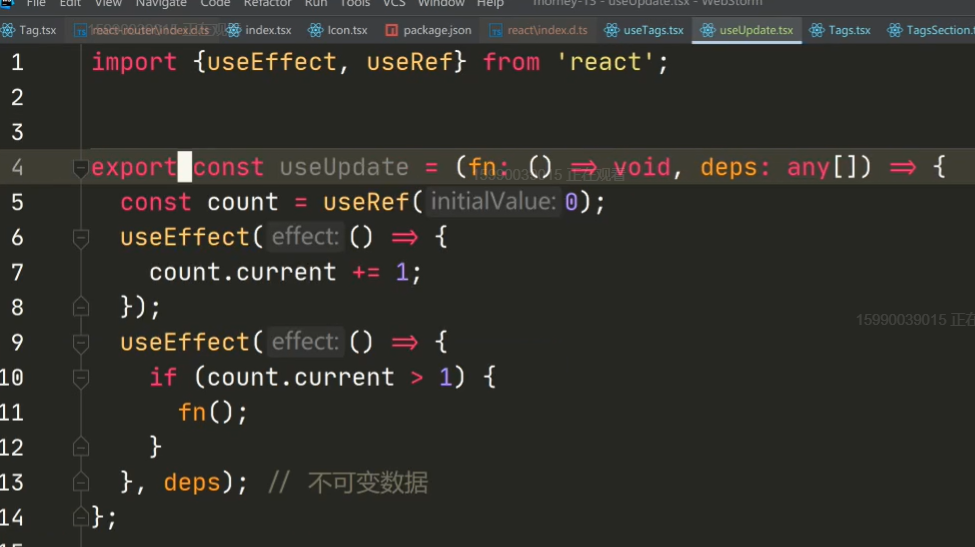 File Edit View Navigate Code Refactor Run Tools VCS Window Help morney-13 - useUpdate.tsx - WebStorm
Tag.tsx react-router\index.d.ts index.tsx Icon.tsx package.json react\index.d.ts useTags.tsx useUpdate.tsx Tags.tsx TagsSection.t
1 import {useEffect, useRef} from 'react';
2
3
4 export const useUpdate = (fn: () => void, deps: any[]) => {
15990039015 正在观看
5 const count = useRef( initialValue: 0);
6 useEffect( effect: () => {
7 count.current += 1;
8 });
15990039015 正在
9 useEffect( effect: () => {
10 if (count.current > 1) {
11 fn();
12 }
13 }, deps); // 不可变数据
14 };